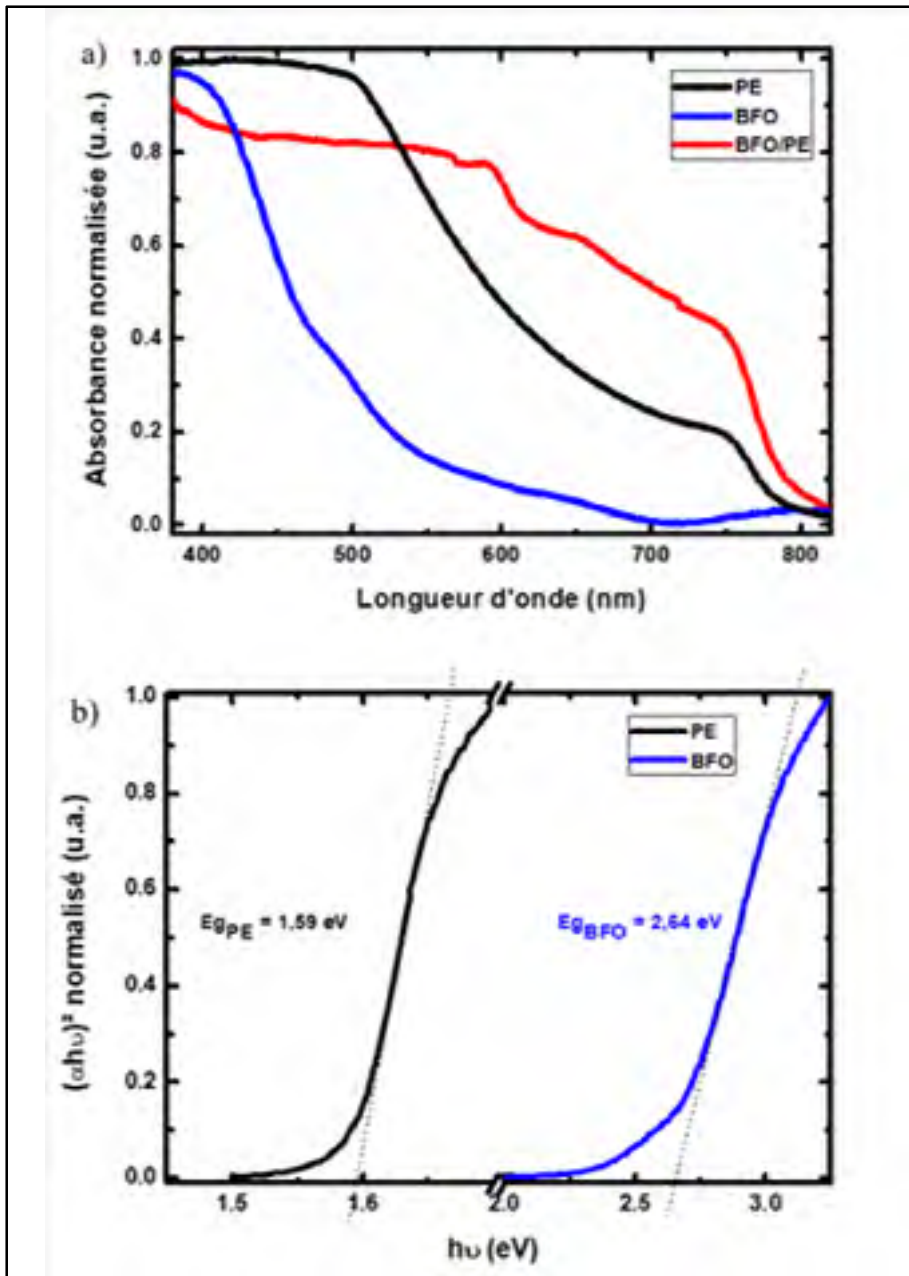 a)
Absorbance normalisée (u.a.)
1.0
0.8
0.6
0.4
0.2
0.0
PE
BFO
BFO/PE
400 500 600 700 800
Longueur d'onde (nm)
b)
(αhυ)² normalisé (u.a.)
1.0
0.8
0.6
0.4
0.2
0.0
PE
BFO
EgPE = 1,59 eV
EgBFO = 2,64 eV
1.5 1.6 2.0 2.5 3.0
hυ (eV)